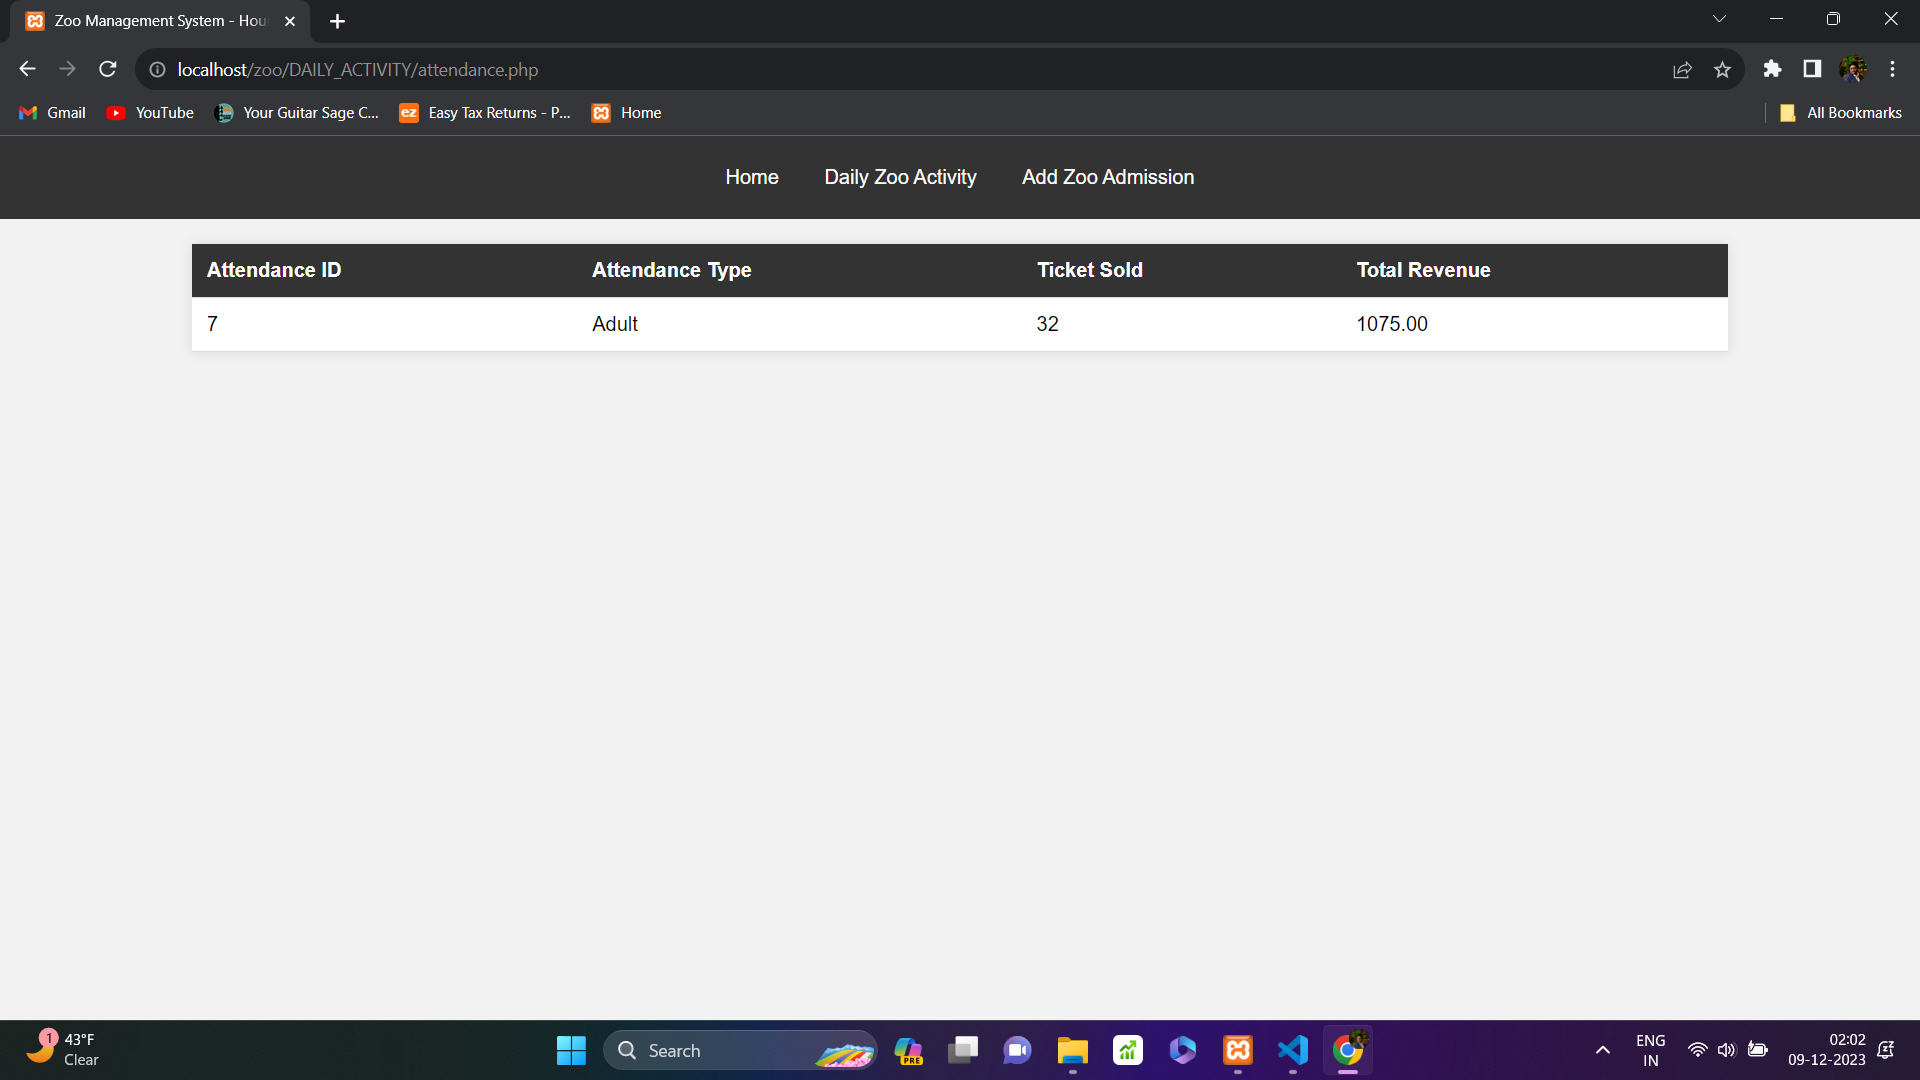 Zoo Management System - Hou
localhost/zoo/DAILY_ACTIVITY/attendance.php
Gmail YouTube Your Guitar Sage C... ez Easy Tax Returns - P... Home All Bookmarks
Home Daily Zoo Activity Add Zoo Admission
Attendance ID Attendance Type Ticket Sold Total Revenue
7 Adult 32 1075.00
1 43°F
Clear
Search
PRE
ENG
IN
02:02
09-12-2023